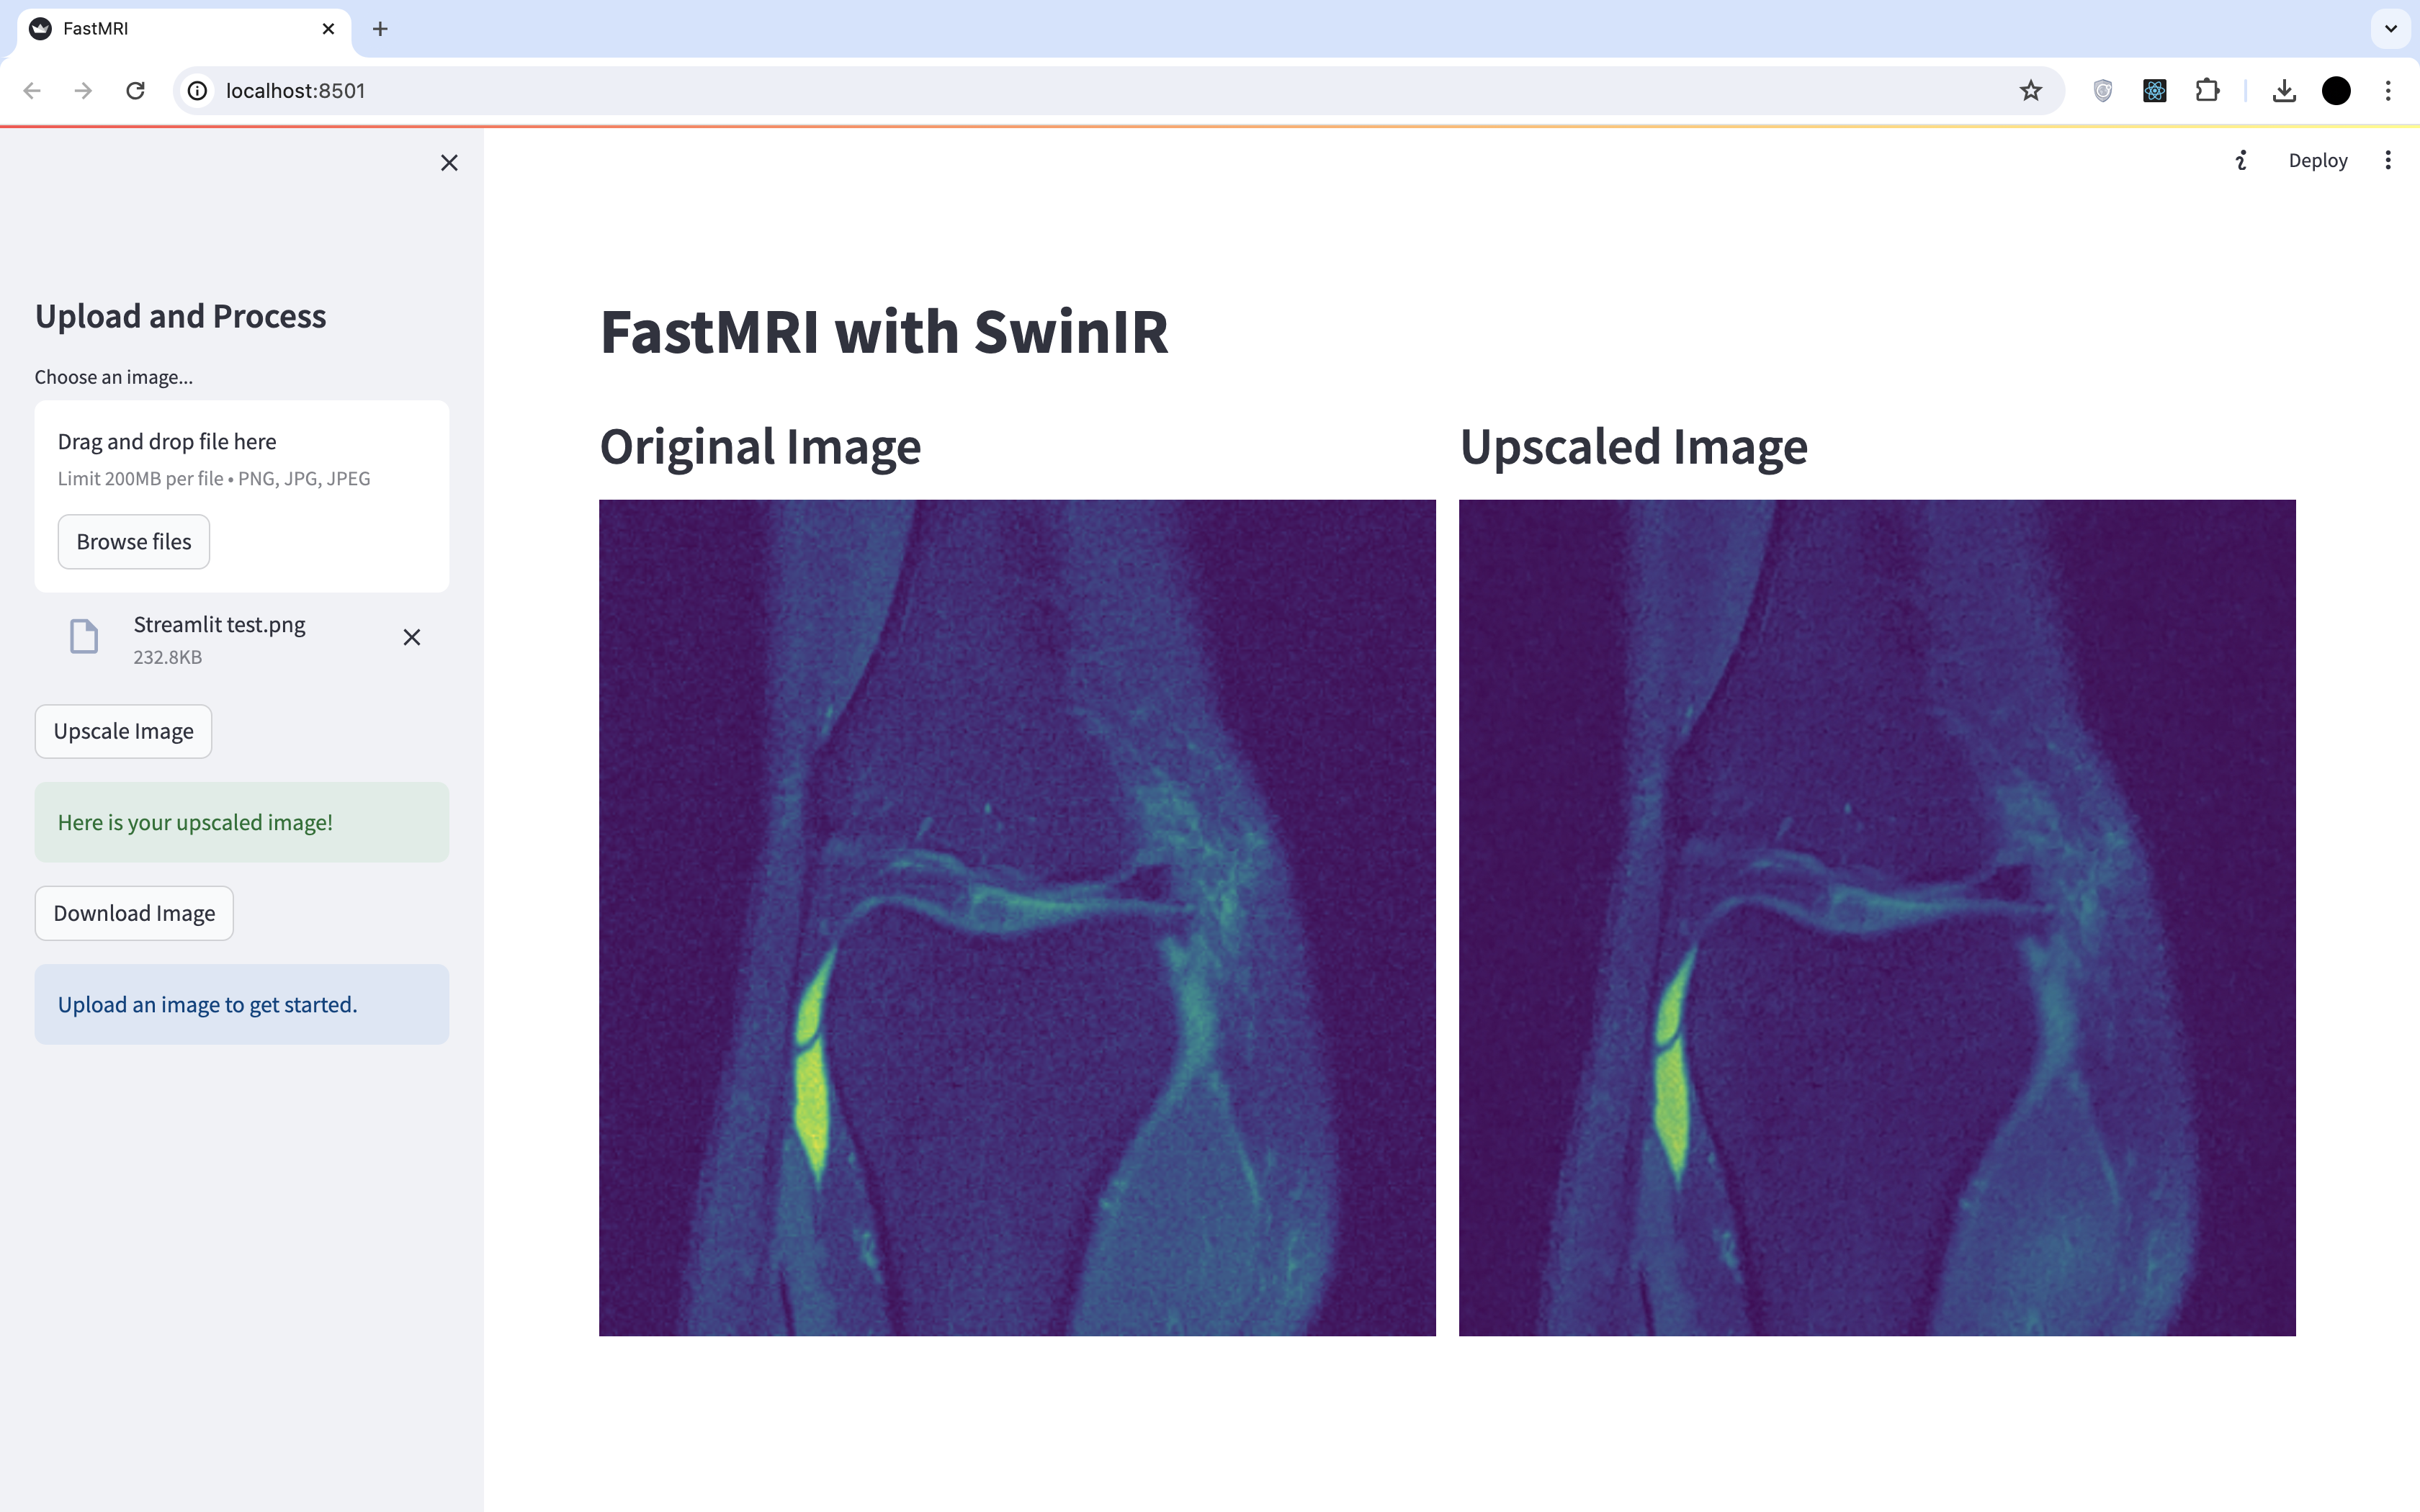 FastMRI
localhost:8501
Deploy
Upload and Process
Choose an image...
Drag and drop file here
Limit 200MB per file • PNG, JPG, JPEG
Browse files
Streamlit test.png
232.8KB
Upscale Image
Here is your upscaled image!
Download Image
Upload an image to get started.
FastMRI with SwinIR
Original Image
Upscaled Image